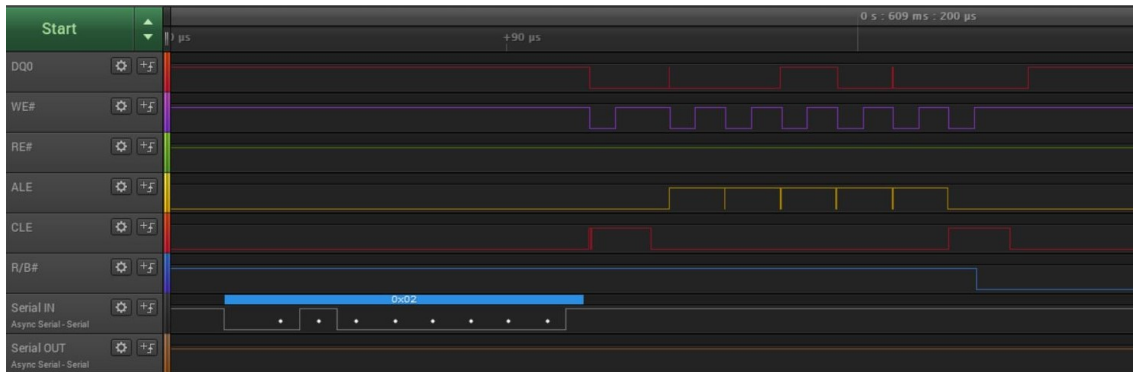 Start
0 s : 609 ms : 200 µs
0 µs
+90 µs
DQ0
+F
WE#
+F
RE#
+F
ALE
+F
CLE
+F
R/B#
+F
0x02
Serial IN
+F
Async Serial - Serial
Serial OUT
+F
Async Serial - Serial